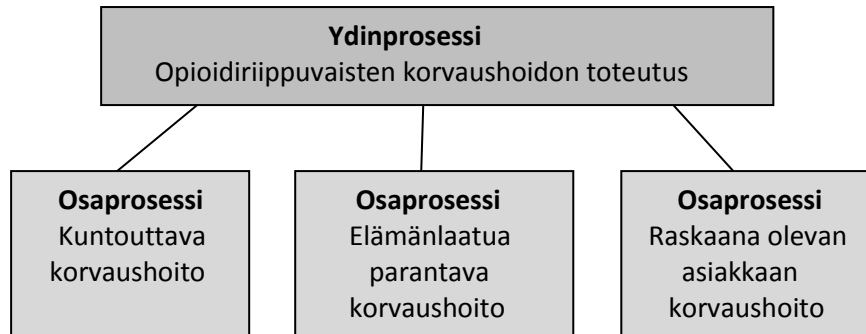 Ydinprosessi
Opioidiriippuvaisten korvaushoidon toteutus
Osaprosessi
Kuntouttava
korvaushoito
Osaprosessi
Elämänlaatua
parantava
korvaushoito
Osaprosessi
Raskaana olevan
asiakkaan
korvaushoito